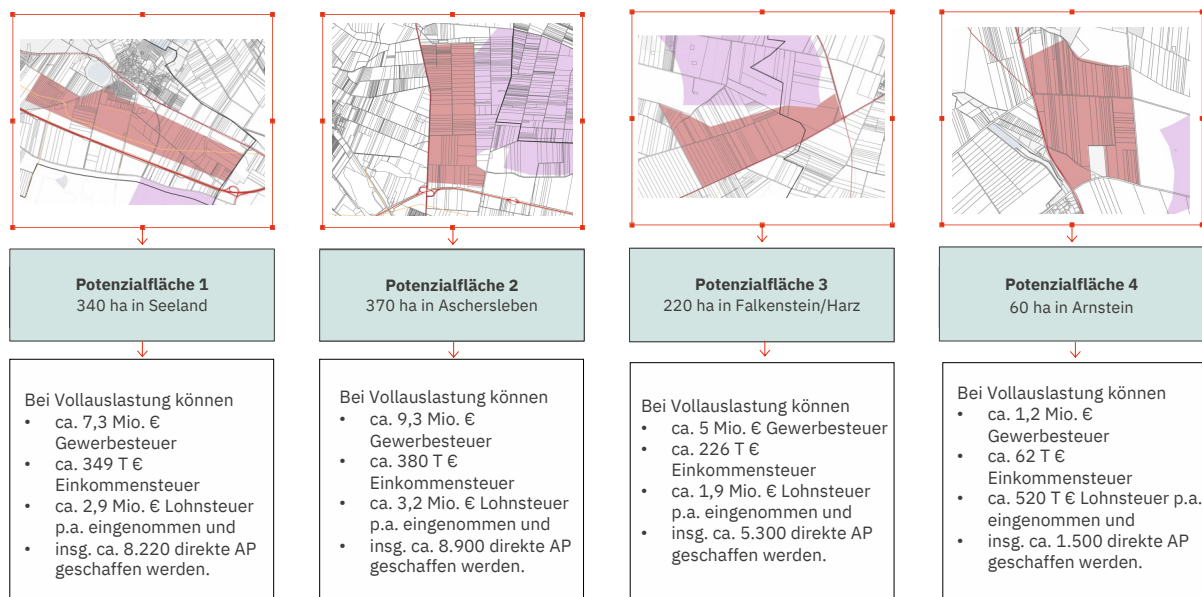 Potenzialfläche 1
340 ha in Seeland
Bei Vollauslastung können
• ca. 7,3 Mio. €
Gewerbesteuer
• ca. 349 T €
Einkommensteuer
• 2,9 Mio. € Lohnsteuer
p.a. eingenommen und
• insg. ca. 8.220 direkte AP
geschaffen werden.
Potenzialfläche 2
370 ha in Aschersleben
Bei Vollauslastung können
• ca. 9,3 Mio. €
Gewerbesteuer
• ca. 380 T €
Einkommensteuer
• ca. 3,2 Mio. € Lohnsteuer
p.a. eingenommen und
• insg. ca. 8.900 direkte AP
geschaffen werden.
Potenzialfläche 3
220 ha in Falkenstein/Harz
Bei Vollauslastung können
• ca. 5 Mio. € Gewerbesteuer
• ca. 226 T €
Einkommensteuer
• ca. 1,9 Mio. € Lohnsteuer
p.a. eingenommen und
• insg. ca. 5.300 direkte AP
geschaffen werden.
Potenzialfläche 4
60 ha in Arnstein
Bei Vollauslastung können
• ca. 1,2 Mio. €
Gewerbesteuer
• ca. 62 T €
Einkommensteuer
• ca. 520 T € Lohnsteuer p.a.
eingenommen und
• insg. ca. 1.500 direkte AP
geschaffen werden.